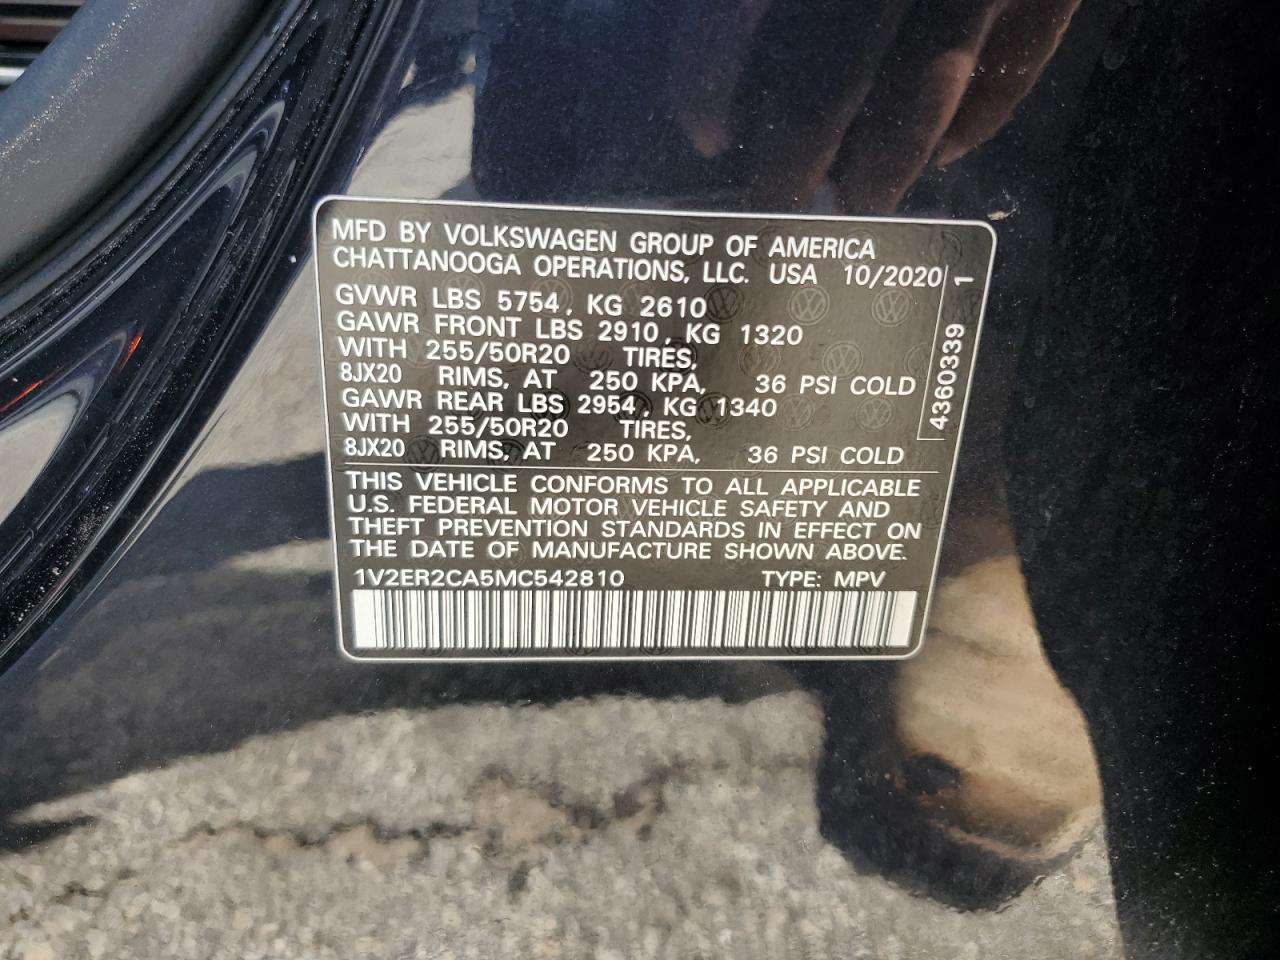 MFD BY VOLKSWAGEN GROUP OF AMERICA
CHATTANOOGA OPERATIONS, LLC. USA 10/2020
GVWR LBS 5754, KG 2610
GAWR FRONT LBS 2910, KG 1320
WITH 255/50R20 TIRES,
8JX20 RIMS, AT 250 KPA, 36 PSI COLD
GAWR REAR LBS 2954, KG 1340
WITH 255/50R20 TIRES,
8JX20 RIMS, AT 250 KPA, 36 PSI COLD
4360339 1
THIS VEHICLE CONFORMS TO ALL APPLICABLE
U.S. FEDERAL MOTOR VEHICLE SAFETY AND
THEFT PREVENTION STANDARDS IN EFFECT ON
THE DATE OF MANUFACTURE SHOWN ABOVE.
1V2ER2CA5MC542810 TYPE: MPV